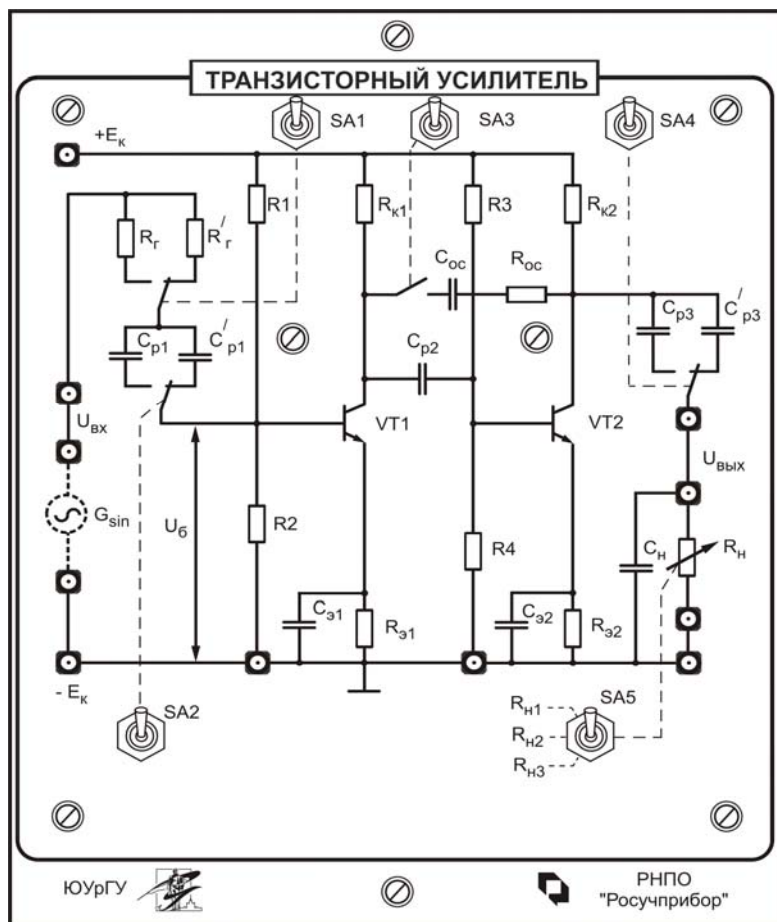 ТРАНЗИСТОРНЫЙ УСИЛИТЕЛЬ
SA1
SA3
SA4
+Eк
R1
Rк1
R3
Rк2
Rг
R′г
Cос
Rос
Cр1
C′р1
Cр2
Cр3
C′р3
VT1
VT2
Uвх
Uвых
Gsin
Uб
R2
R4
Cн
Rн
Cэ1
Rэ1
Cэ2
Rэ2
- Eк
SA2
SA5
Rн1
Rн2
Rн3
ЮУрГУ
РНПО
"Росучприбор"